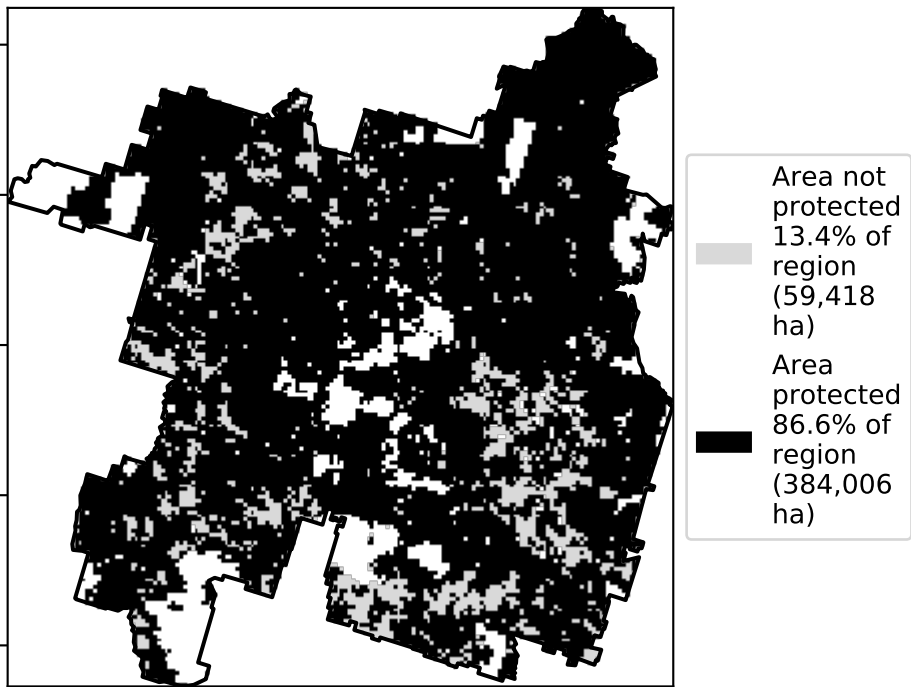 Area not
protected
13.4% of
region
(59,418
ha)
Area
protected
86.6% of
region
(384,006
ha)